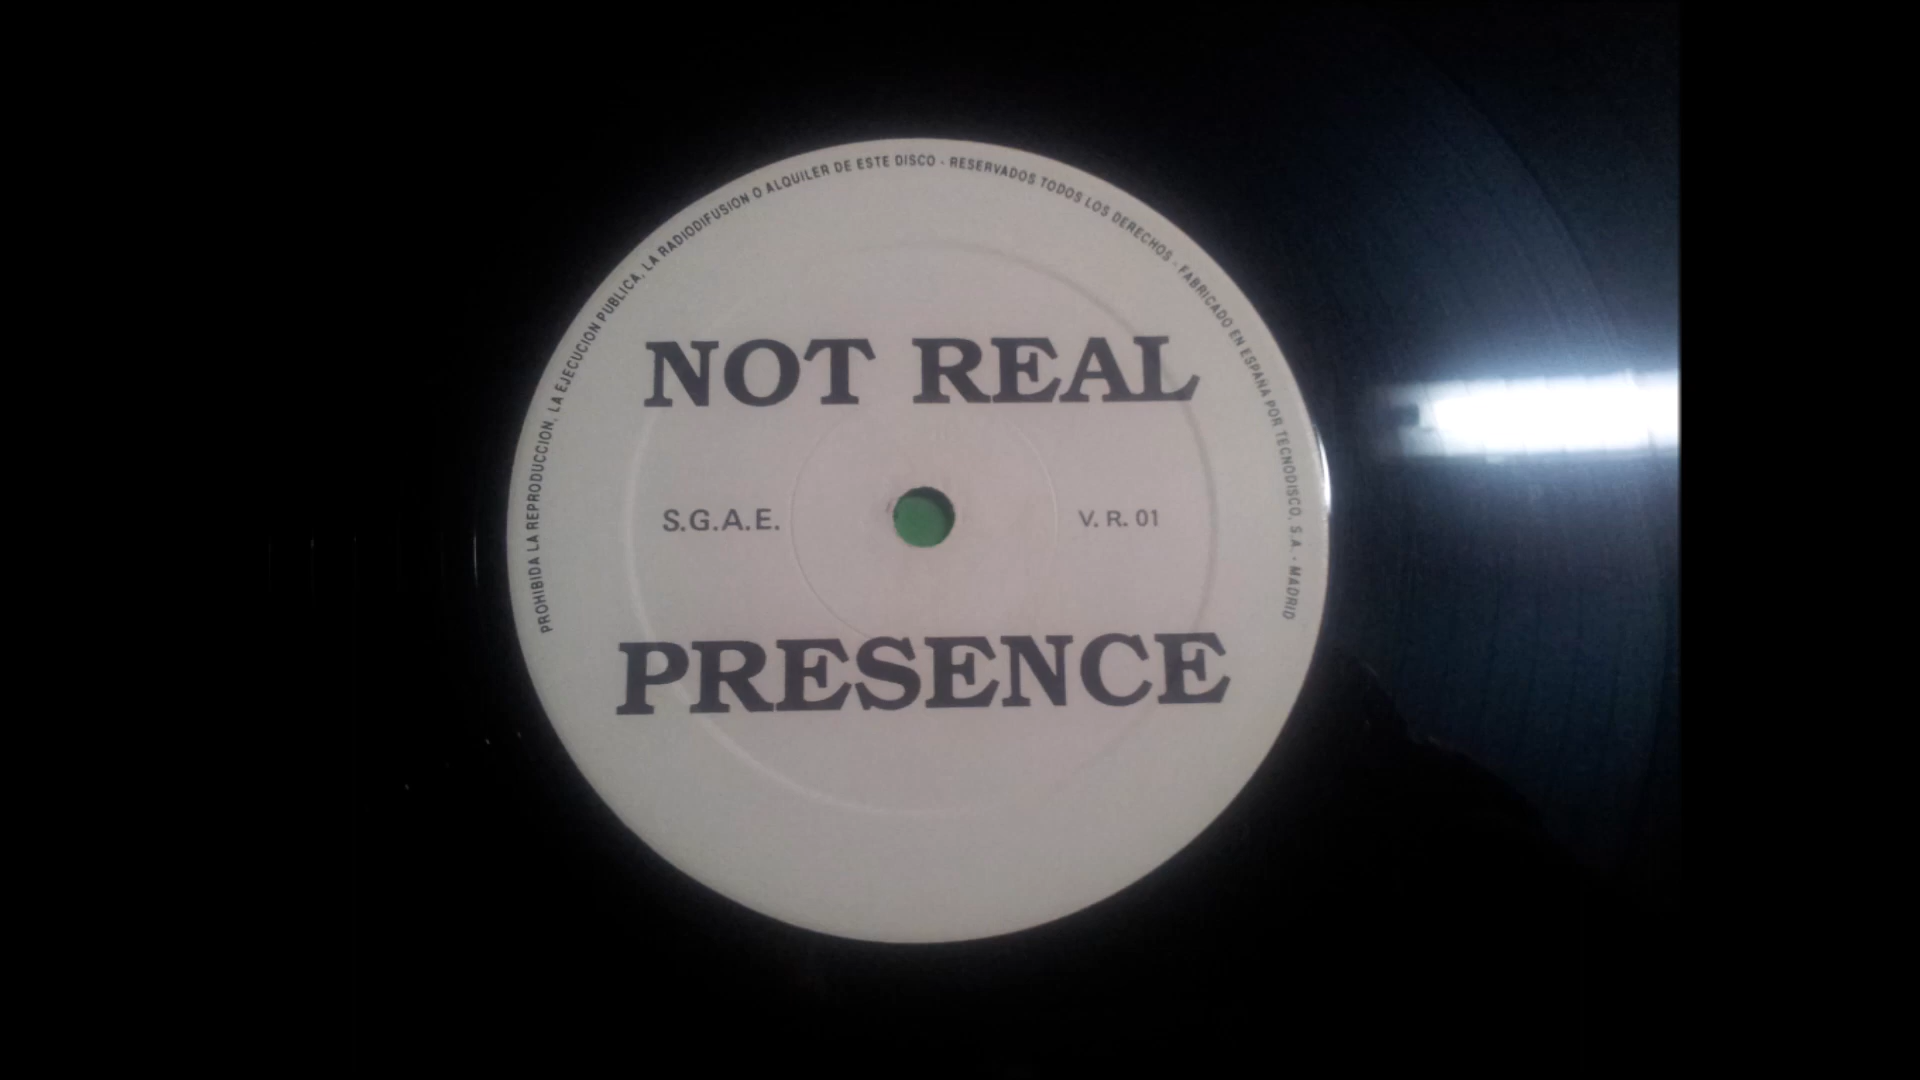 PROHIBIDA LA REPRODUCCION, LA EJECUCION PUBLICA, LA RADIODIFUSION O ALQUILER DE ESTE DISCO - RESERVADOS TODOS LOS DERECHOS - FABRICADO EN ESPAÑA POR TECNODISCO, S.A. - MADRID
NOT REAL
S.G.A.E. V. R. 01
PRESENCE